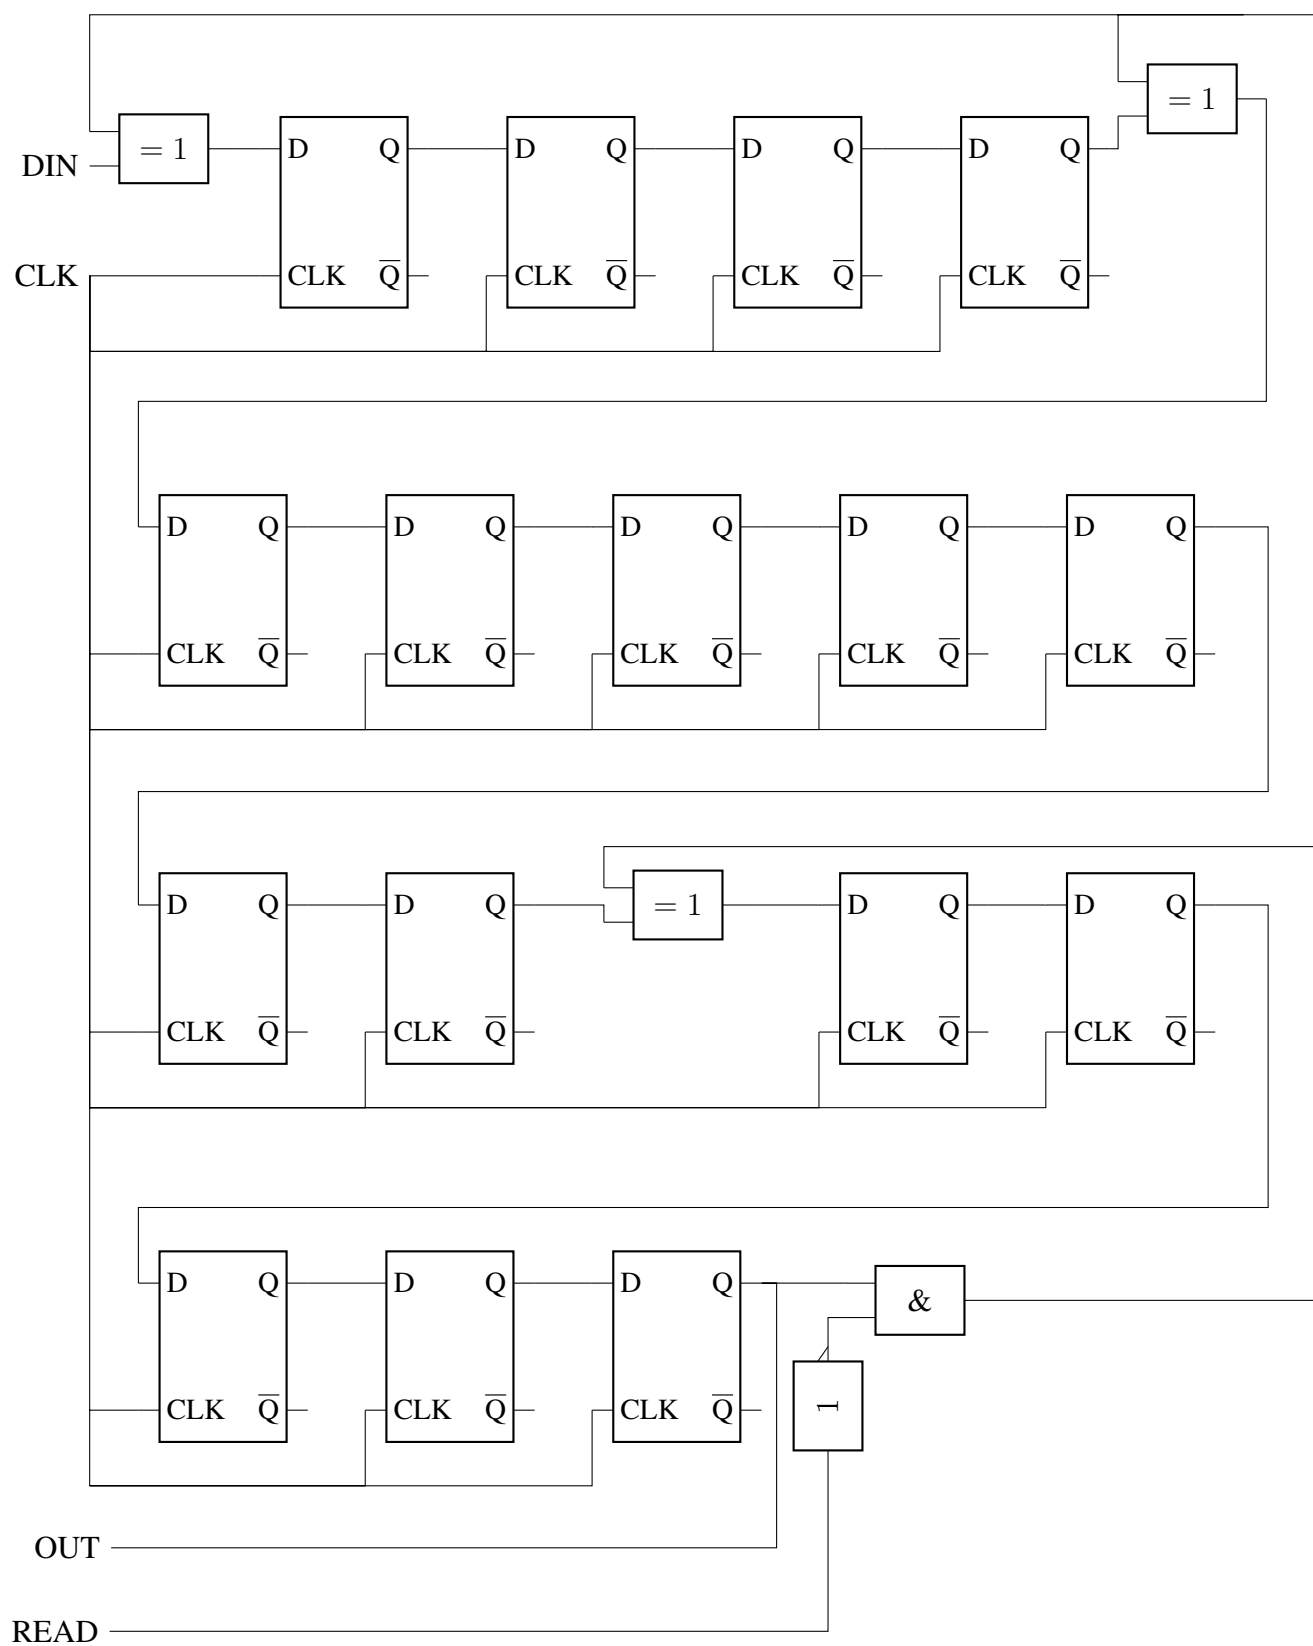 = 1
= 1
DIN
D Q D Q D Q D Q
CLK
CLK Q̅ CLK Q̅ CLK Q̅ CLK Q̅
D Q D Q D Q D Q D Q
CLK Q̅ CLK Q̅ CLK Q̅ CLK Q̅ CLK Q̅
D Q D Q = 1 D Q D Q
CLK Q̅ CLK Q̅ CLK Q̅ CLK Q̅
D Q D Q D Q &
CLK Q̅ CLK Q̅ CLK Q̅ 1
OUT
READ